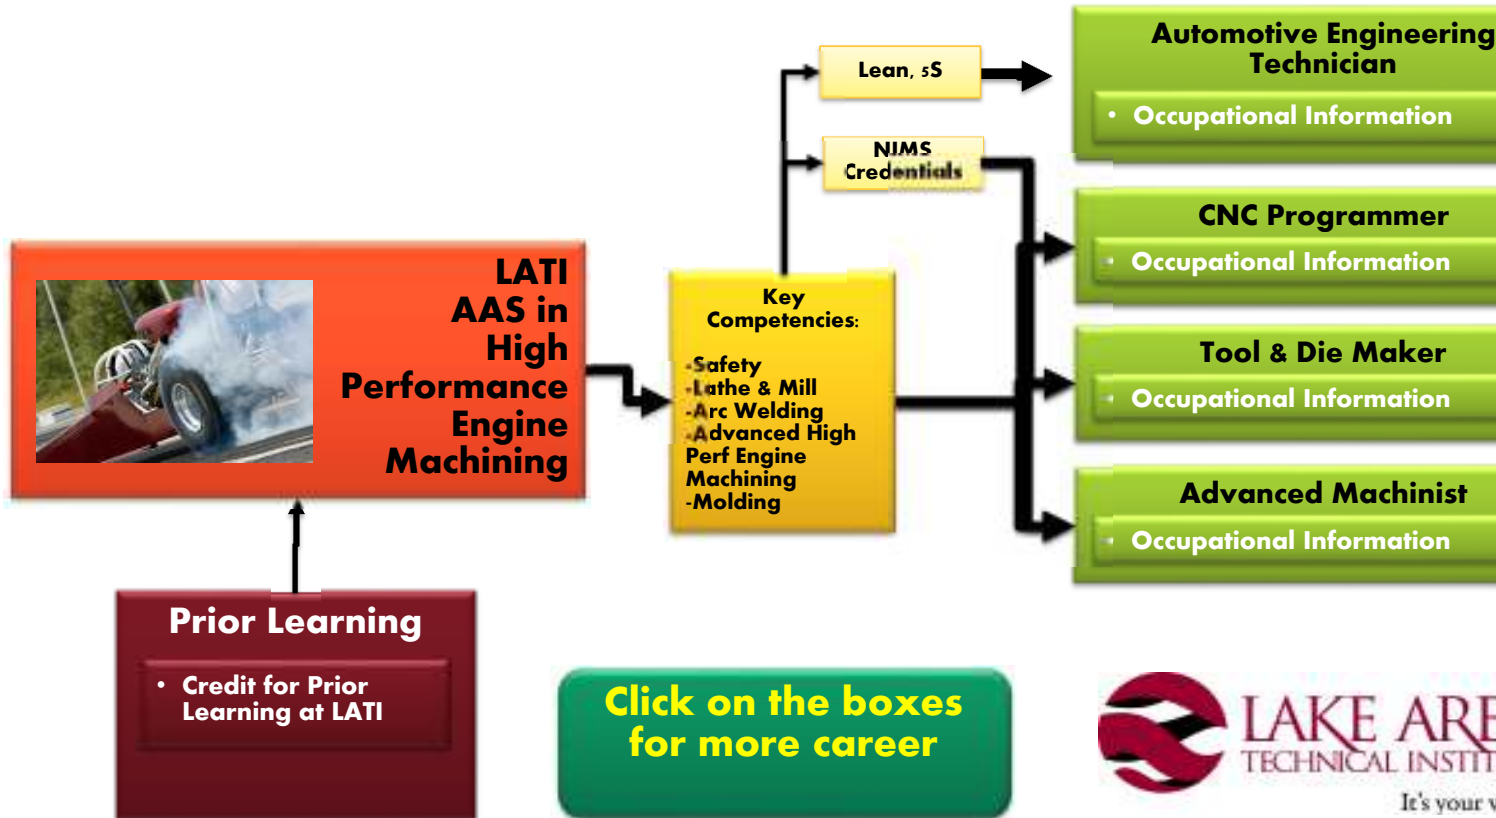 Automotive Engineering
Technician
• Occupational Information
Lean, 5S
NIMS
Credentials
CNC Programmer
• Occupational Information
LATI
AAS in
High
Performance
Engine
Machining
Key
Competencies:
-Safety
-Lathe & Mill
-Arc Welding
-Advanced High
Perf Engine
Machining
-Molding
Tool & Die Maker
• Occupational Information
Advanced Machinist
• Occupational Information
Prior Learning
• Credit for Prior
Learning at LATI
Click on the boxes
for more career
LAKE
TECHNICAL
It's your